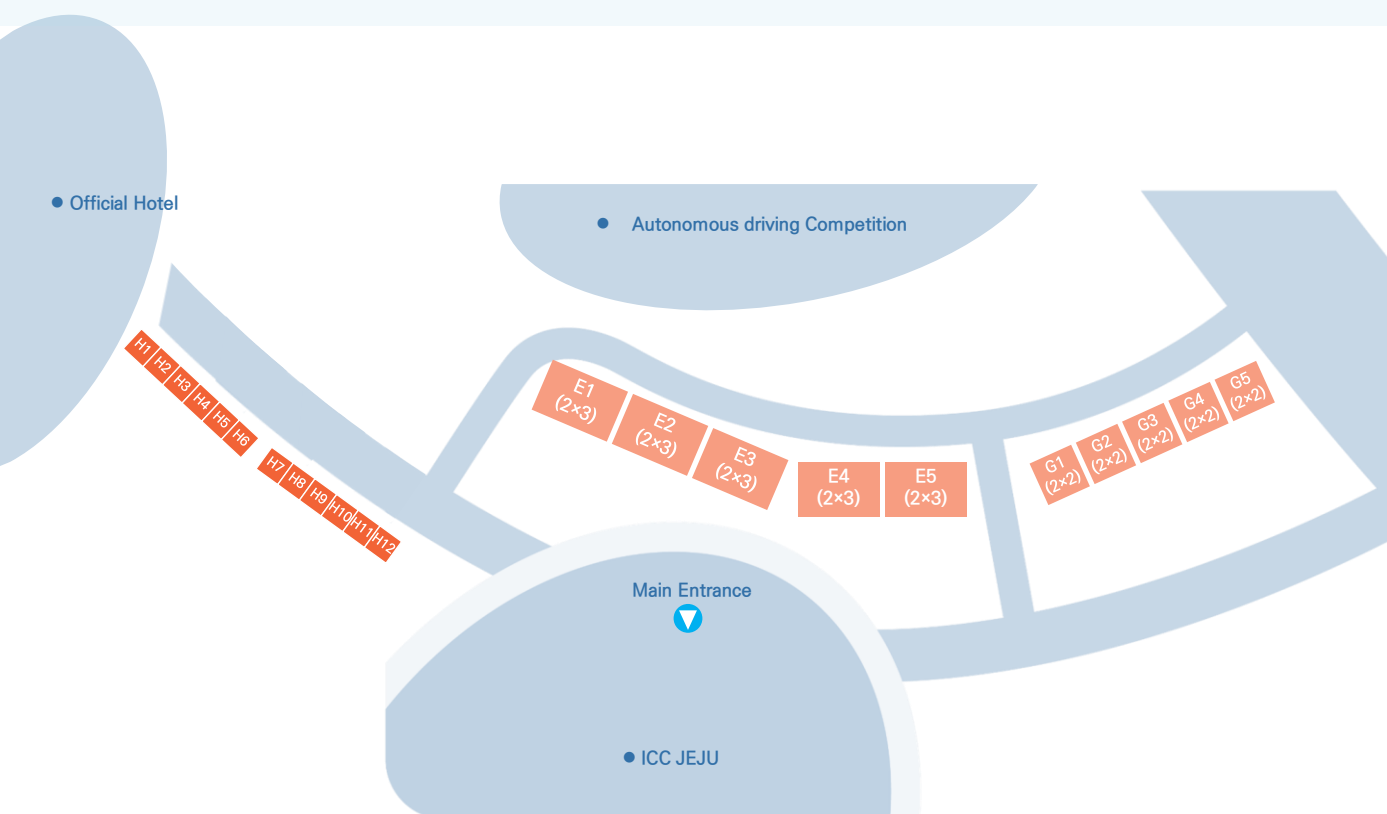 Official Hotel
Autonomous driving Competition
H1
H2
H3
H4
H5
H6
H7
H8
H9
H10
H11
H12
E1
(2×3)
E2
(2×3)
E3
(2×3)
E4
(2×3)
E5
(2×3)
G1
(2×2)
G2
(2×2)
G3
(2×2)
G4
(2×2)
G5
(2×2)
Main Entrance
ICC JEJU